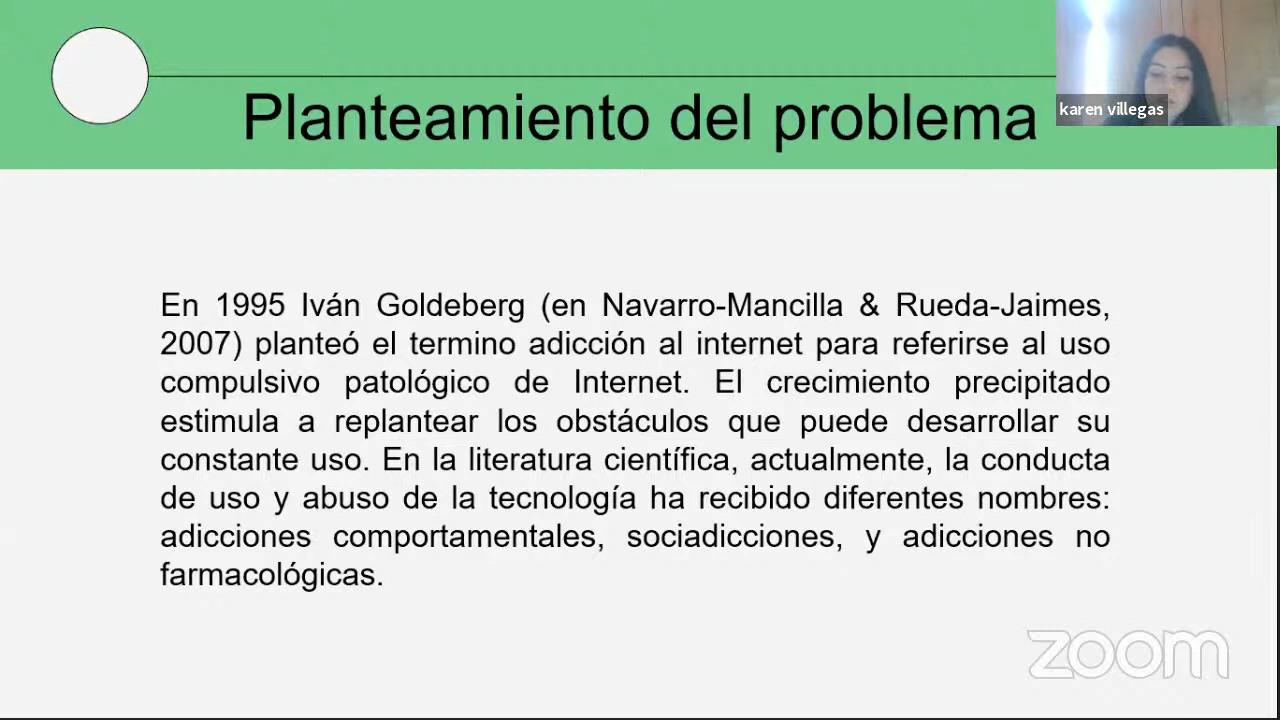 Planteamiento del problema
karen villegas
En 1995 Iván Goldeberg (en Navarro-Mancilla & Rueda-Jaimes,
2007) planteó el termino adicción al internet para referirse al uso
compulsivo patológico de Internet. El crecimiento precipitado
estimula a replantear los obstáculos que puede desarrollar su
constante uso. En la literatura científica, actualmente, la conducta
de uso y abuso de la tecnología ha recibido diferentes nombres:
adicciones comportamentales, sociadicciones, y adicciones no
farmacológicas.
zoom